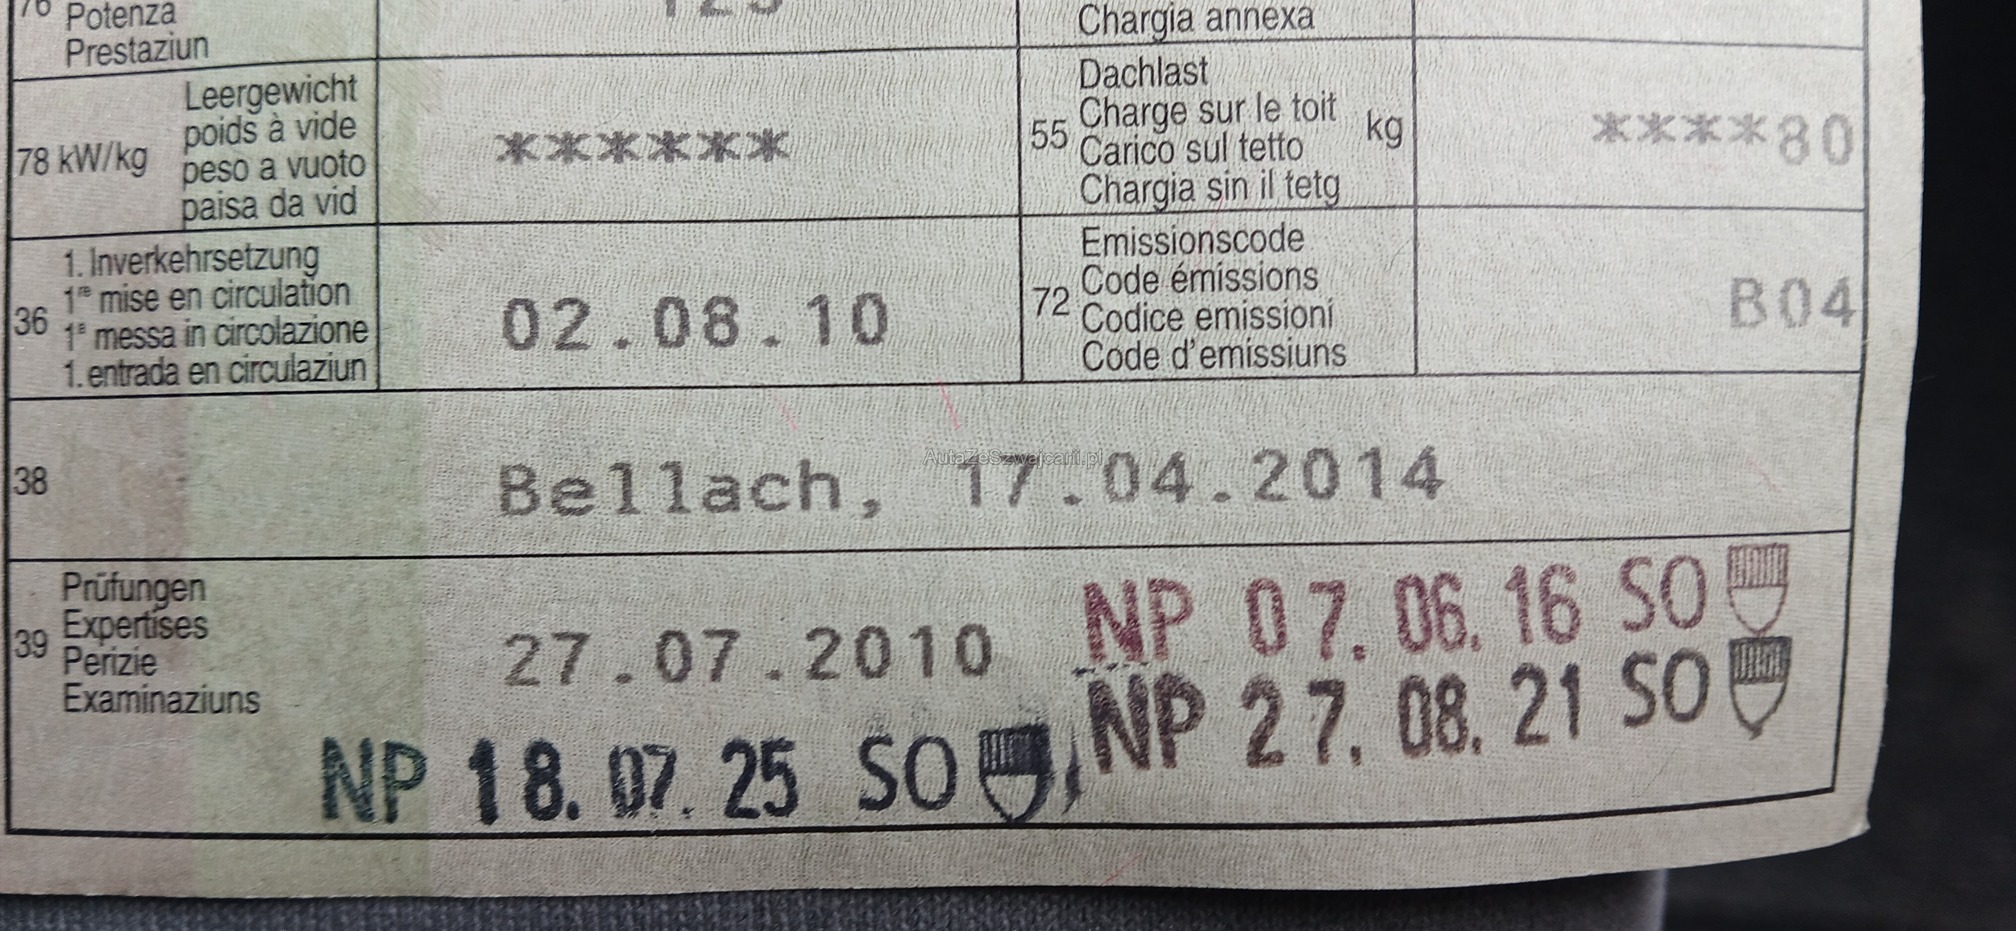 76 Potenza
Prestaziun
Chargia annexa
78 kW/kg
Leergewicht
poids à vide
peso a vuoto
paisa da vid
******
55
Dachlast
Charge sur le toit
Carico sul tetto
Chargia sin il tetg
kg
****80
36
1. Inverkehrsetzung
1re mise en circulation
1a messa in circolazione
1. entrada en circulaziun
02.08.10
72
Emissionscode
Code émissions
Codice emissioni
Code d'emissiuns
B04
38
Bellach, 17.04.2014
AutaZeSzwajcarii.pl
39
Prüfungen
Expertises
Perizie
Examinaziuns
27.07.2010
NP 07.06.16 SO
NP 27.08.21 SO
NP 18.07.25 SO